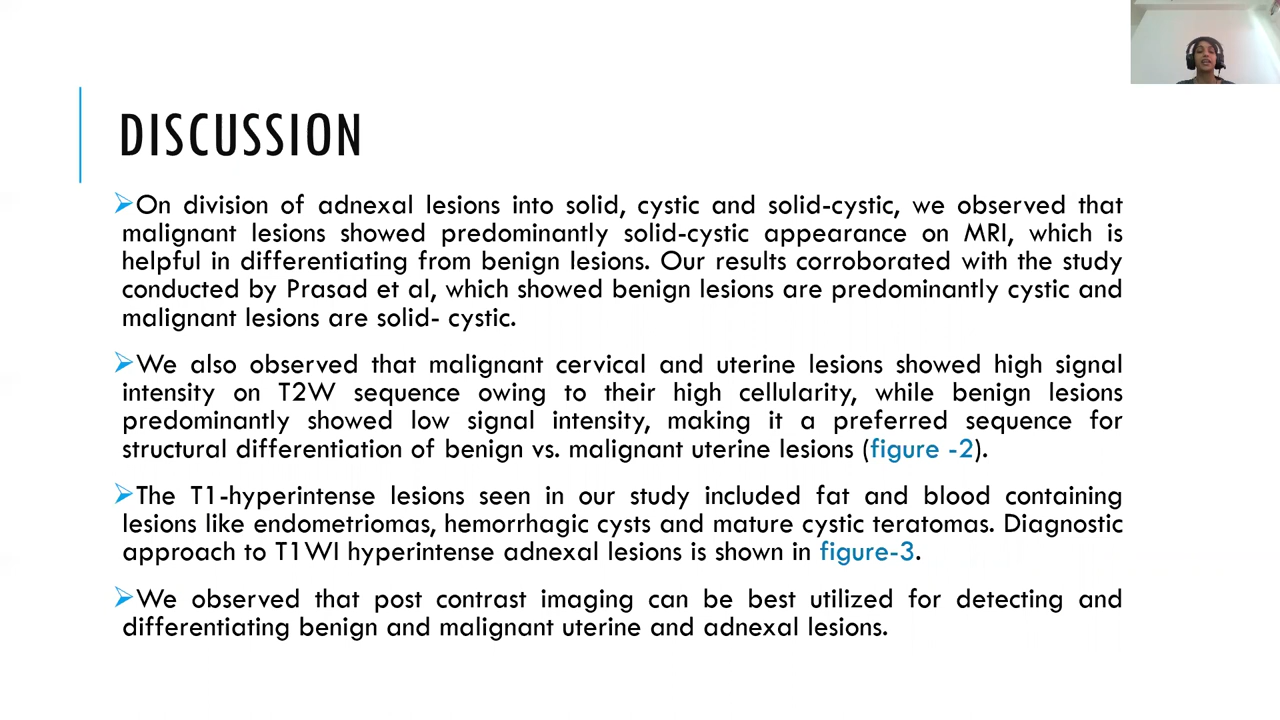 DISCUSSION
On division of adnexal lesions into solid, cystic and solid-cystic, we observed that
malignant lesions showed predominantly solid-cystic appearance on MRI, which is
helpful in differentiating from benign lesions. Our results corroborated with the study
conducted by Prasad et al, which showed benign lesions are predominantly cystic and
malignant lesions are solid- cystic.
We also observed that malignant cervical and uterine lesions showed high signal
intensity on T2W sequence owing to their high cellularity, while benign lesions
predominantly showed low signal intensity, making it a preferred sequence for
structural differentiation of benign vs. malignant uterine lesions (figure -2).
The T1-hyperintense lesions seen in our study included fat and blood containing
lesions like endometriomas, hemorrhagic cysts and mature cystic teratomas. Diagnostic
approach to T1WI hyperintense adnexal lesions is shown in figure-3.
We observed that post contrast imaging can be best utilized for detecting and
differentiating benign and malignant uterine and adnexal lesions.